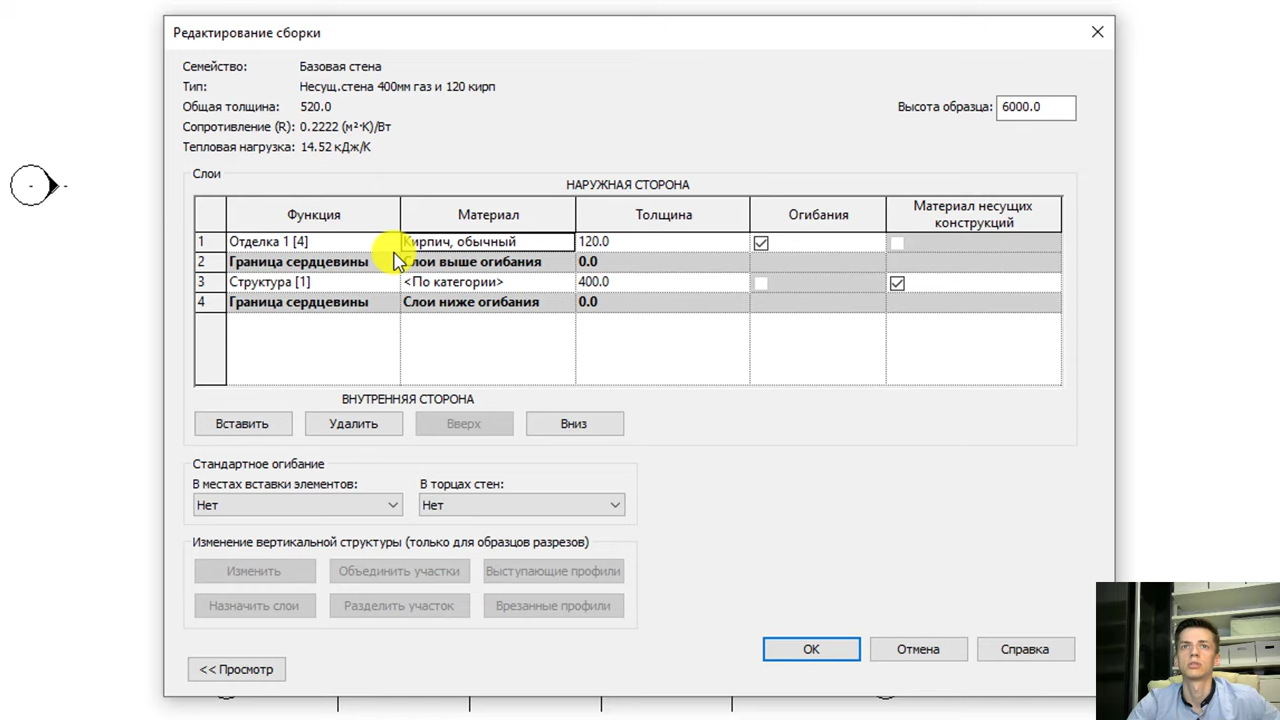 Редактирование сборки
Семейство: Базовая стена
Тип: Несущ.стена 400мм газ и 120 кирп
Общая толщина: 520.0
Высота образца: 6000.0
Сопротивление (R): 0.2222 (м²·К)/Вт
Тепловая нагрузка: 14.52 кДж/К
Слои
НАРУЖНАЯ СТОРОНА
Функция Материал Толщина Огибания Материал несущих конструкций
1 Отделка 1 [4] Кирпич, обычный 120.0
2 Граница сердцевины Слои выше огибания 0.0
3 Структура [1] <По категории> 400.0
4 Граница сердцевины Слои ниже огибания 0.0
ВНУТРЕННЯЯ СТОРОНА
Вставить Удалить Вверх Вниз
Стандартное огибание
В местах вставки элементов: В торцах стен:
Нет Нет
Изменение вертикальной структуры (только для образцов разрезов)
Изменить Объединить участки Выступающие профили
Назначить слои Разделить участок Врезанные профили
OK Отмена Справка
<< Просмотр